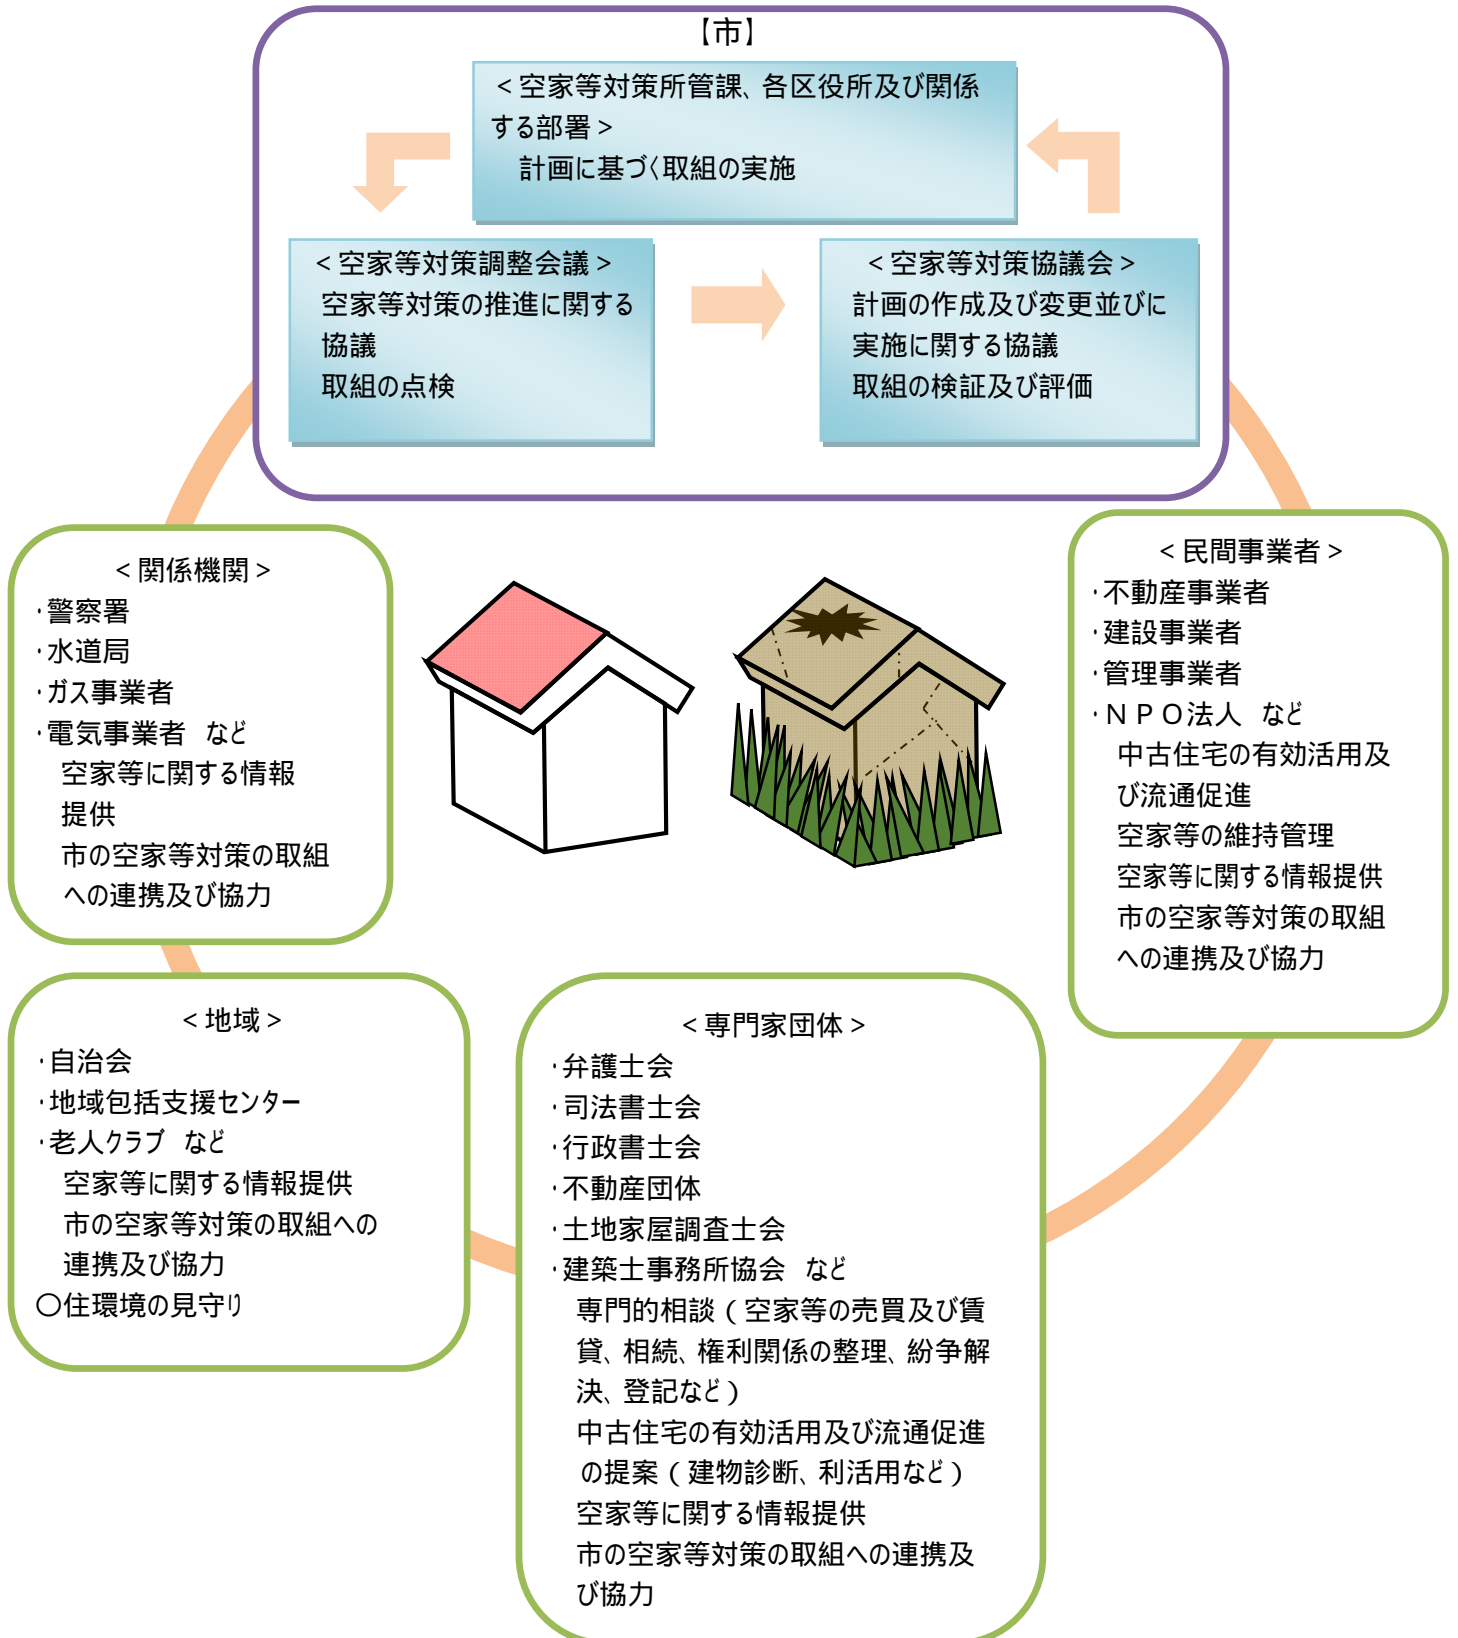 【市】
＜空家等対策所管課、各区役所及び関係
する部署＞
計画に基づく取組の実施
＜空家等対策調整会議＞
空家等対策の推進に関する
協議
取組の点検
＜空家等対策協議会＞
計画の作成及び変更並びに
実施に関する協議
取組の検証及び評価
＜関係機関＞
・警察署
・水道局
・ガス事業者
・電気事業者　など
空家等に関する情報
提供
市の空家等対策の取組
への連携及び協力
＜民間事業者＞
・不動産事業者
・建設事業者
・管理事業者
・ＮＰＯ法人　など
中古住宅の有効活用及
び流通促進
空家等の維持管理
空家等に関する情報提供
市の空家等対策の取組
への連携及び協力
＜地域＞
・自治会
・地域包括支援センター
・老人クラブ　など
空家等に関する情報提供
市の空家等対策の取組への
連携及び協力
○住環境の見守り
＜専門家団体＞
・弁護士会
・司法書士会
・行政書士会
・不動産団体
・土地家屋調査士会
・建築士事務所協会　など
専門的相談（空家等の売買及び賃
貸、相続、権利関係の整理、紛争解
決、登記など）
中古住宅の有効活用及び流通促進
の提案（建物診断、利活用など）
空家等に関する情報提供
市の空家等対策の取組への連携及
び協力